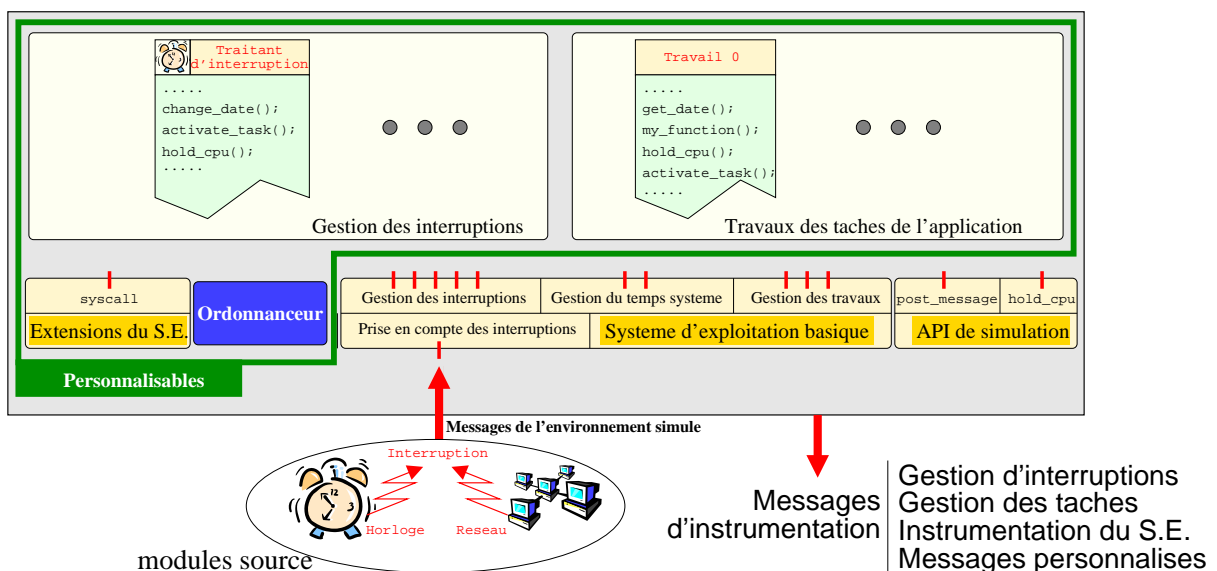 Traitant
d'interruption
.....
change_date();
activate_task();
hold_cpu();
.....
Gestion des interruptions
Travail 0
.....
get_date();
my_function();
hold_cpu();
activate_task();
.....
Travaux des taches de l'application
syscall
Extensions du S.E.
Ordonnanceur
Gestion des interruptions
Gestion du temps systeme
Gestion des travaux
Prise en compte des interruptions
Systeme d'exploitation basique
post_message
hold_cpu
API de simulation
Personnalisables
Messages de l'environnement simule
Interruption
Horloge
Reseau
modules source
Messages
d'instrumentation
Gestion d'interruptions
Gestion des taches
Instrumentation du S.E.
Messages personnalises